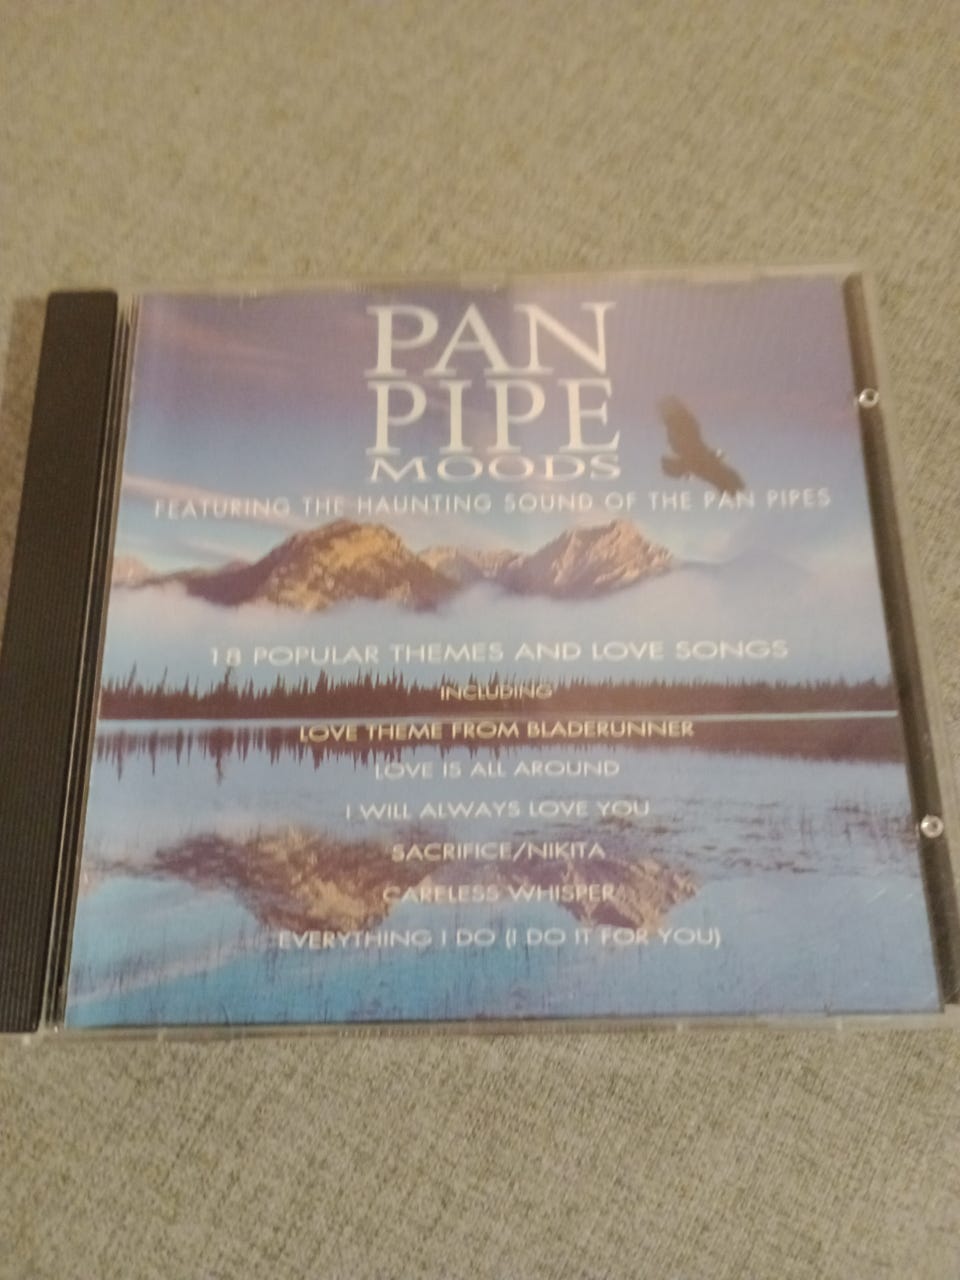 PAN
PIPE
MOODS
FEATURING THE HAUNTING SOUND OF THE PAN PIPES
18 POPULAR THEMES AND LOVE SONGS
INCLUDING
LOVE THEME FROM BLADERUNNER
LOVE IS ALL AROUND
I WILL ALWAYS LOVE YOU
SACRIFICE/NIKITA
CARELESS WHISPER
EVERYTHING I DO (I DO IT FOR YOU)